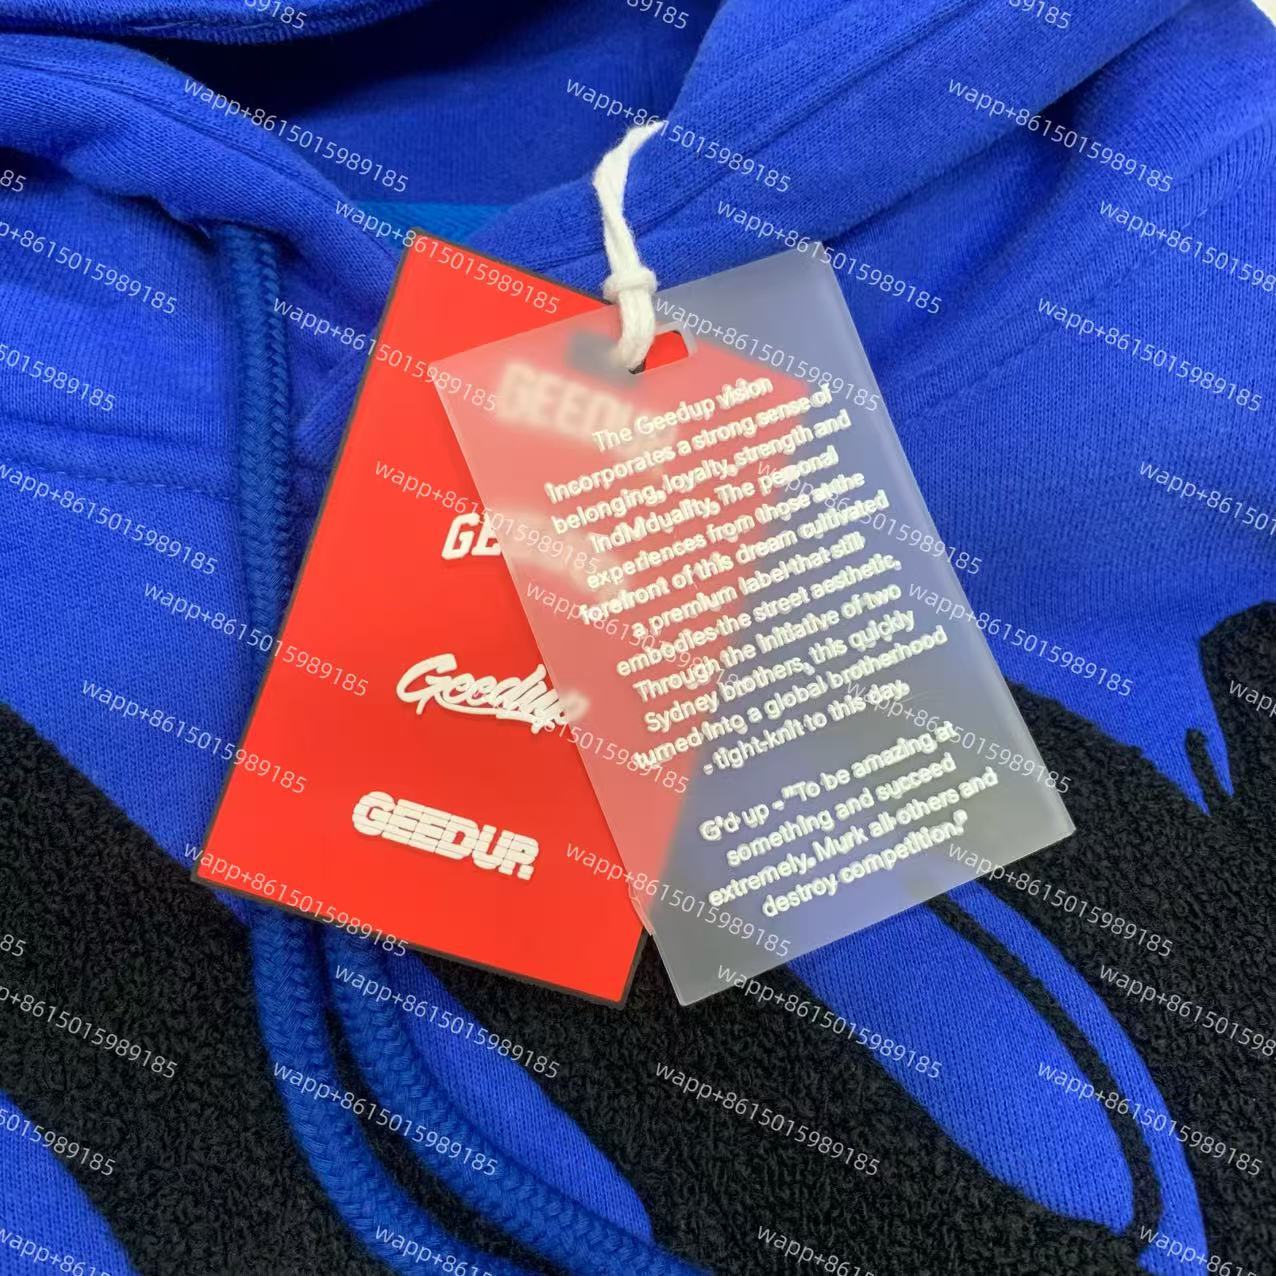 GEEDUP
GE
Geedup
GEEDUP
The Geedup vision
incorporates a strong sense of
belonging, loyalty, strength and
individuality, The personal
experiences from those at the
forefront of this dream cultivated
a premium label that still
embodies the street aesthetic,
Through the initiative of two
Sydney brothers, this quickly
turned into a global brotherhood
- tight-knit to this day.
G'd up - "To be amazing at
something and succeed
extremely, Murk all others and
destroy competition."
wapp+8615015989185